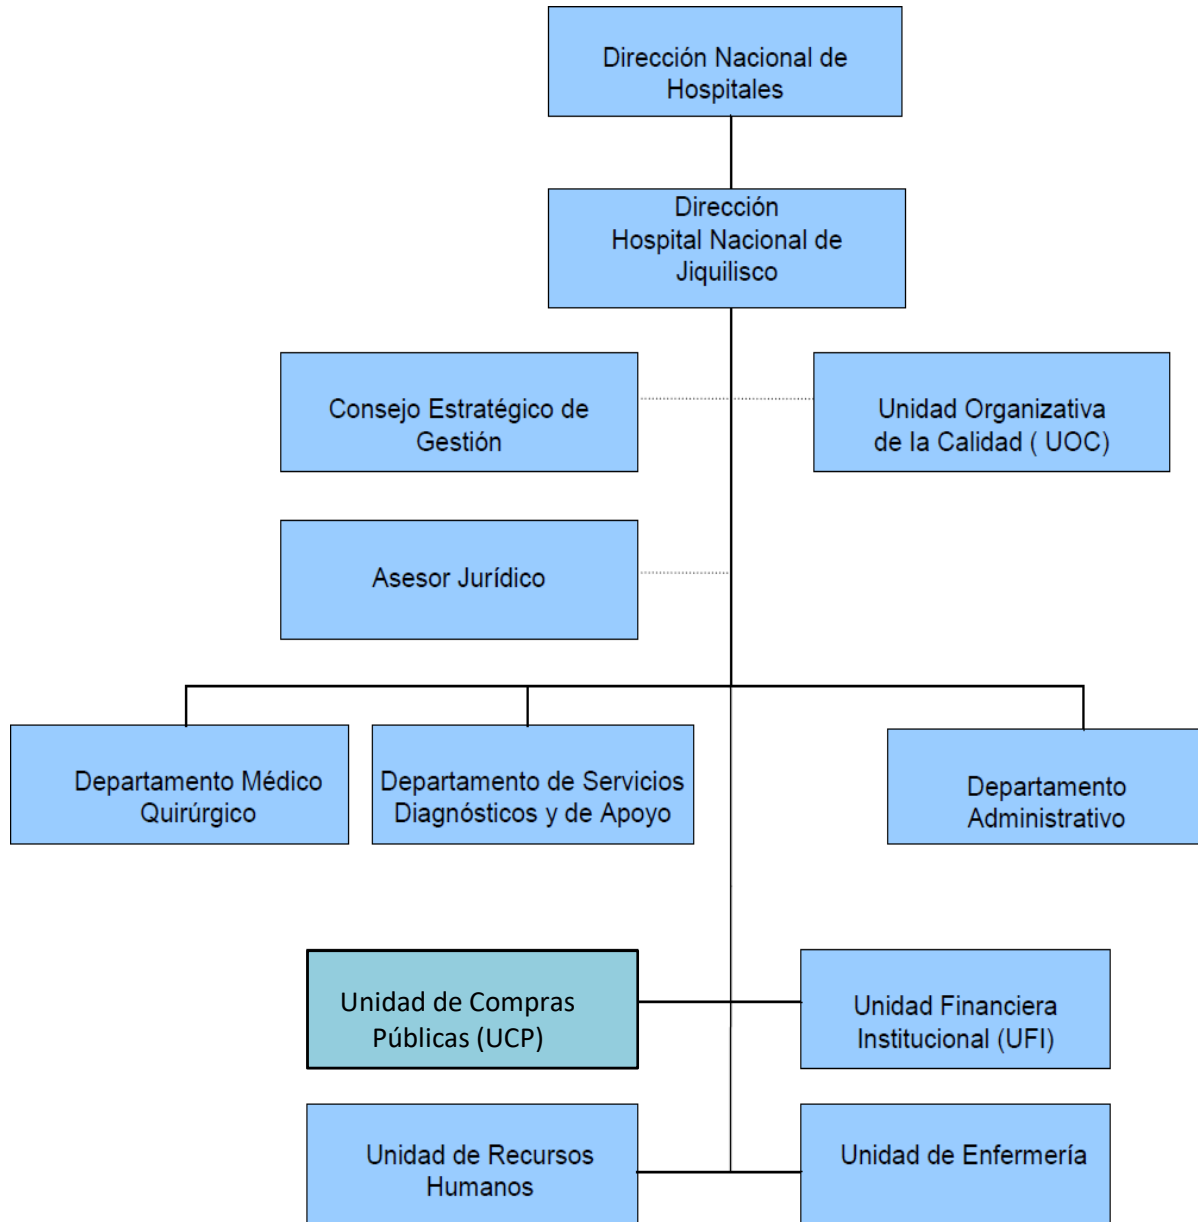 Dirección Nacional de
Hospitales
Dirección
Hospital Nacional de
Jiquilisco
Consejo Estratégico de
Gestión
Unidad Organizativa
de la Calidad ( UOC)
Asesor Jurídico
Departamento Médico
Quirúrgico
Departamento de Servicios
Diagnósticos y de Apoyo
Departamento
Administrativo
Unidad de Compras
Públicas (UCP)
Unidad Financiera
Institucional (UFI)
Unidad de Recursos
Humanos
Unidad de Enfermería